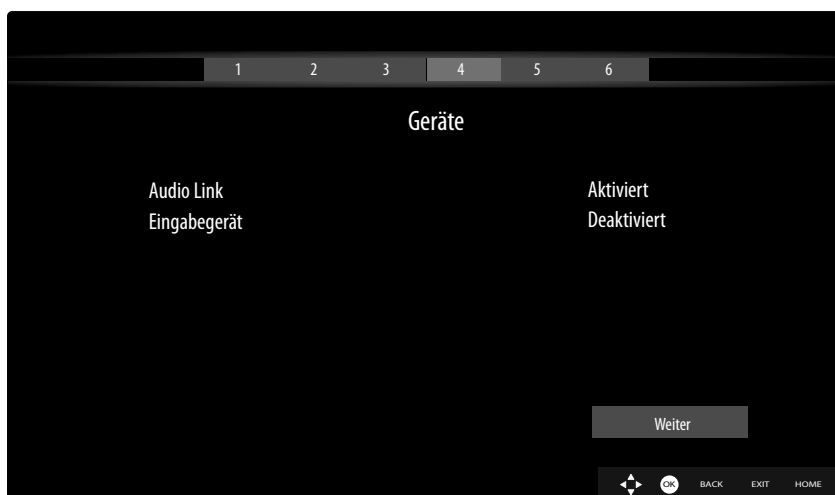 1 2 3 4 5 6
Geräte
Audio Link Aktiviert
Eingabegerät Deaktiviert
Weiter
OK BACK EXIT HOME